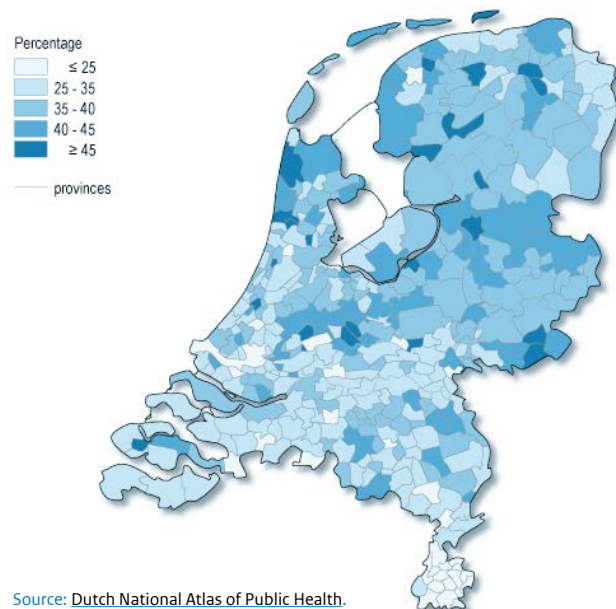 Percentage
≤ 25
25 - 35
35 - 40
40 - 45
≥ 45
provinces
Source: Dutch National Atlas of Public Health.